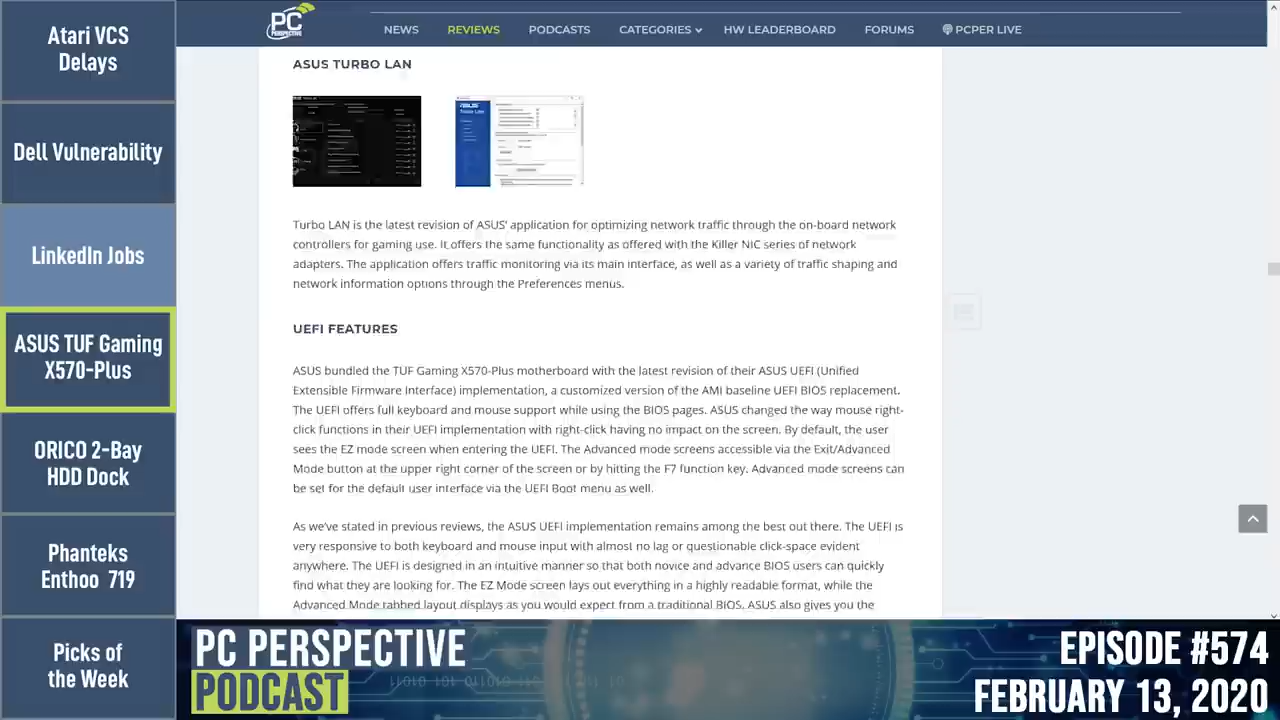 Atari VCS
Delays
Dell Vulnerability
LinkedIn Jobs
ASUS TUF Gaming
X570-Plus
ORICO 2-Bay
HDD Dock
Phanteks
Enthoo 719
Picks of
the Week
PC
PERSPECTIVE
NEWS
REVIEWS
PODCASTS
CATEGORIES
HW LEADERBOARD
FORUMS
PCPER LIVE
ASUS TURBO LAN
Turbo LAN is the latest revision of ASUS' application for optimizing network traffic through the on-board network
controllers for gaming use. It offers the same functionality as offered with the Killer NIC series of network
adapters. The application offers traffic monitoring via its main interface, as well as a variety of traffic shaping and
network information options through the Preferences menus.
UEFI FEATURES
ASUS bundled the TUF Gaming X570-Plus motherboard with the latest revision of their ASUS UEFI (Unified
Extensible Firmware Interface) implementation, a customized version of the AMI baseline UEFI BIOS replacement.
The UEFI offers full keyboard and mouse support while using the BIOS pages. ASUS changed the way mouse right-
click functions in their UEFI implementation with right-click having no impact on the screen. By default, the user
sees the EZ mode screen when entering the UEFI. The Advanced mode screens accessible via the Exit/Advanced
Mode button at the upper right corner of the screen or by hitting the F7 function key. Advanced mode screens can
be set for the default user interface via the UEFI Boot menu as well.
As we've stated in previous reviews, the ASUS UEFI implementation remains among the best out there. The UEFI is
very responsive to both keyboard and mouse input with almost no lag or questionable click-space evident
anywhere. The UEFI is designed in an intuitive manner so that both novice and advance BIOS users can quickly
find what they are looking for. The EZ Mode screen lays out everything in a highly readable format, while the
Advanced Mode tabbed layout displays as you would expect from a traditional BIOS. ASUS also gives you the
PC PERSPECTIVE
PODCAST
EPISODE #574
FEBRUARY 13, 2020